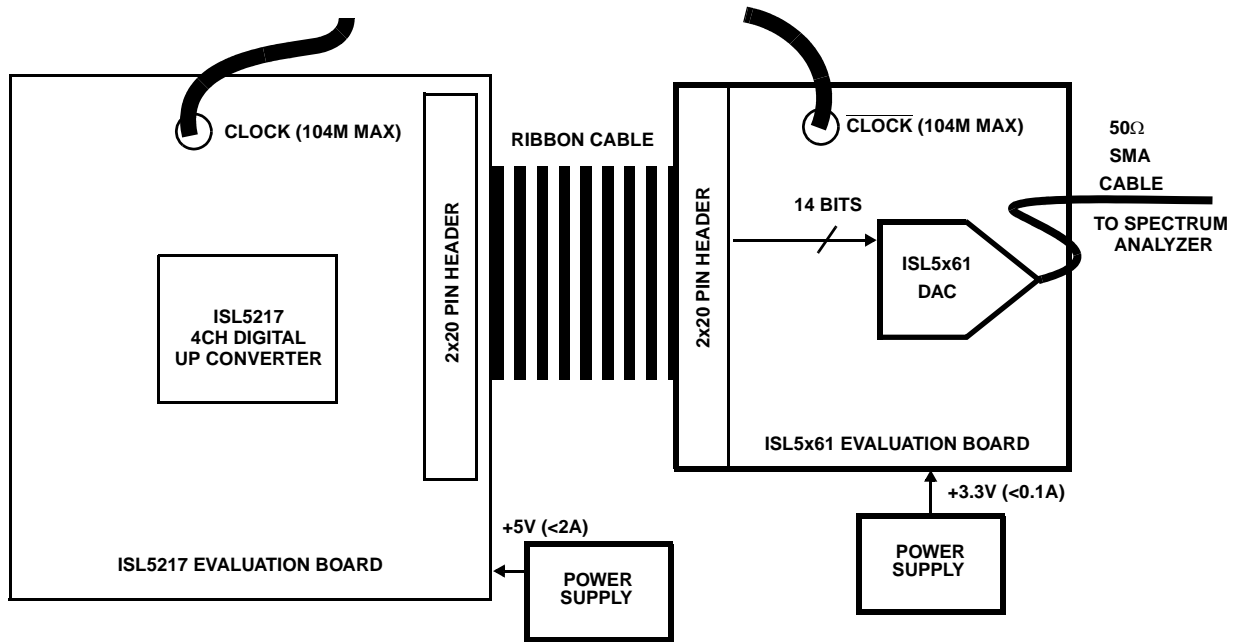 CLOCK (104M MAX)
ISL5217
4CH DIGITAL
UP CONVERTER
2x20 PIN HEADER
ISL5217 EVALUATION BOARD
+5V (<2A)
POWER
SUPPLY
RIBBON CABLE
2x20 PIN HEADER
CLOCK (104M MAX)
14 BITS
ISL5x61
DAC
ISL5x61 EVALUATION BOARD
+3.3V (<0.1A)
POWER
SUPPLY
50Ω
SMA
CABLE
TO SPECTRUM
ANALYZER